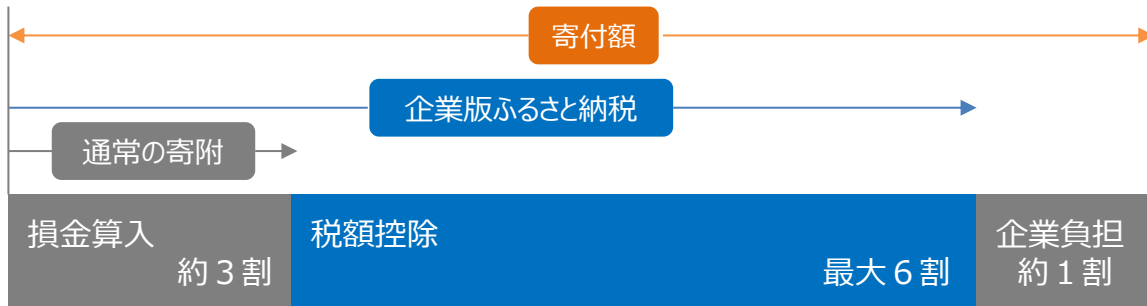 寄付額
企業版ふるさと納税
通常の寄附
損金算入
約３割
税額控除
最大６割
企業負担
約１割